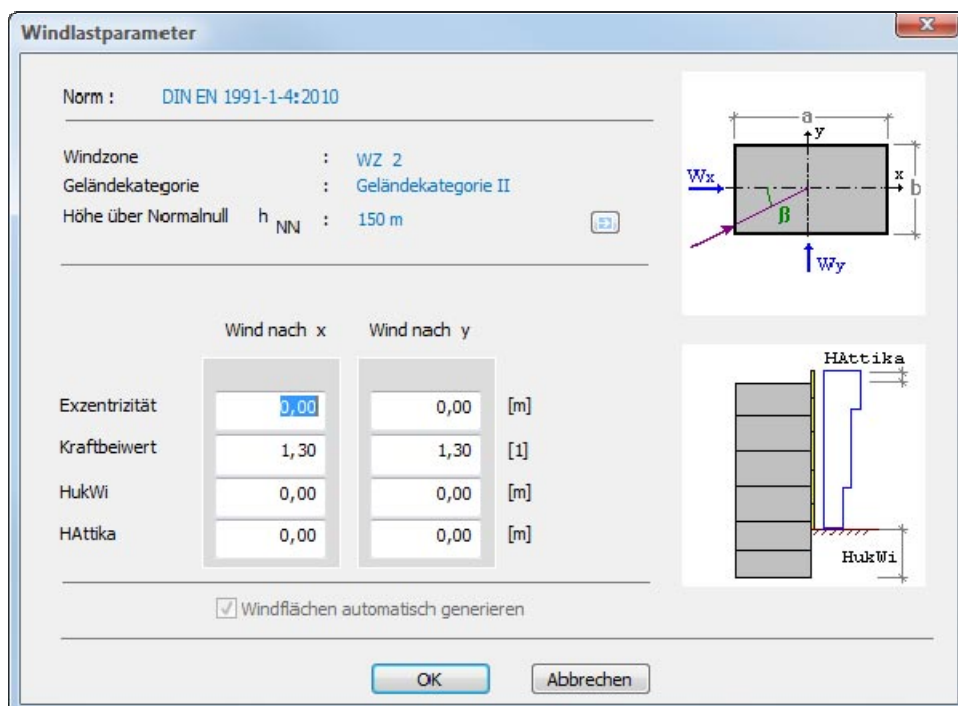 Windlastparameter
Norm : DIN EN 1991-1-4:2010
Windzone : WZ 2
Geländekategorie : Geländekategorie II
Höhe über Normalnull h NN : 150 m
Wind nach x Wind nach y
Exzentrizität 0,00 0,00 [m]
Kraftbeiwert 1,30 1,30 [1]
HukWi 0,00 0,00 [m]
HAttika 0,00 0,00 [m]
Windflächen automatisch generieren
OK Abbrechen
a
y
Wx x b
β
Wy
HAttika
HukWi